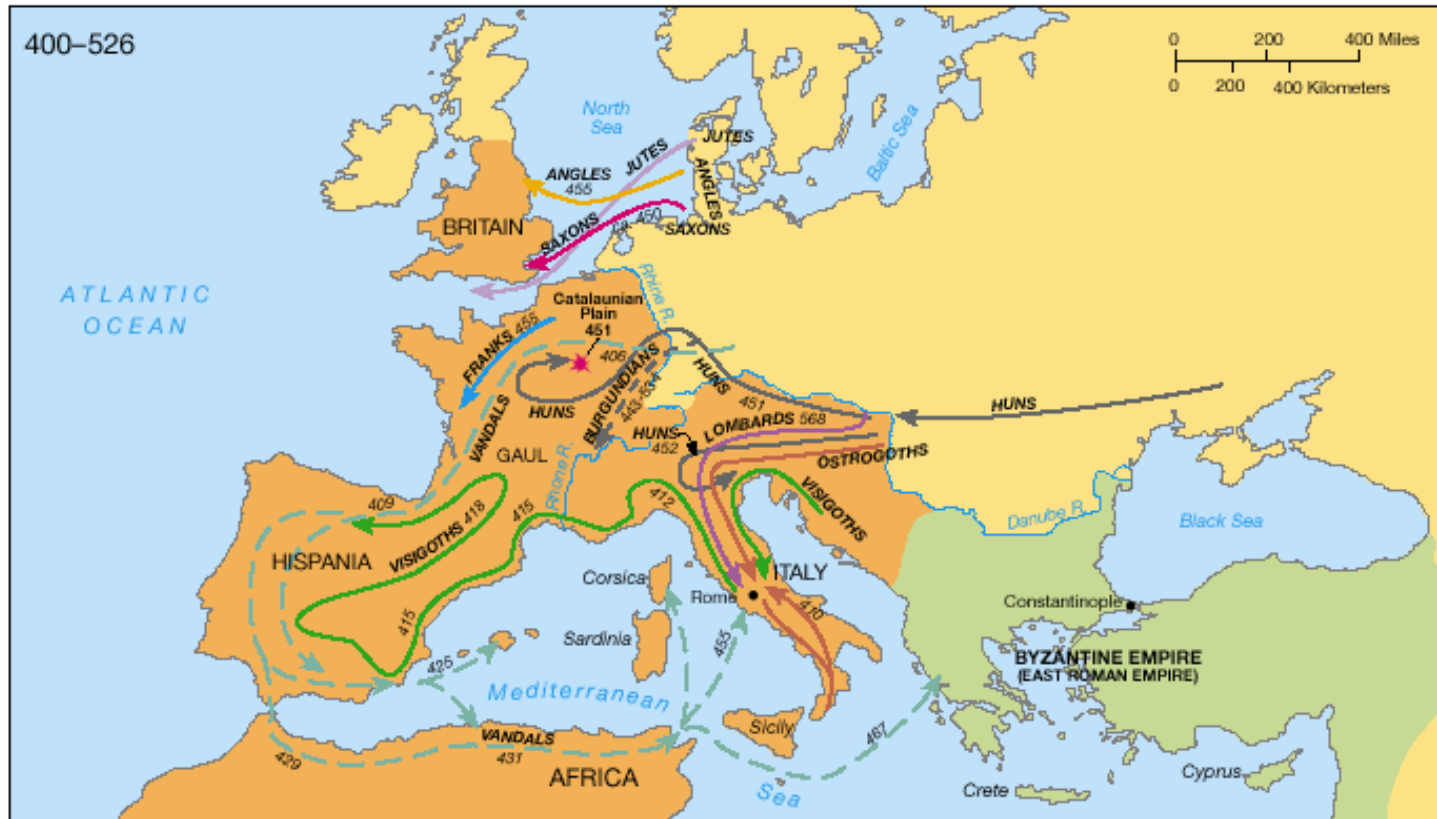 400–526
0 200 400 Miles
0 200 400 Kilometers
North
Sea
Baltic Sea
JUTES
JUTES
ANGLES
455
ANGLES
SAXONS
ca. 450
SAXONS
BRITAIN
ATLANTIC
OCEAN
Rhine R.
Catalaunian
Plain
451
FRANKS 455
406
HUNS
BURGUNDIANS
443–534
HUNS
451
HUNS
VANDALS
GAUL
HUNS
452
LOMBARDS 568
OSTROGOTHS
VISIGOTHS
Rhone R.
409
VISIGOTHS 418
415
412
Danube R.
Black Sea
HISPANIA
Corsica
ITALY
Rome
410
Constantinople
415
Sardinia
425
455
BYZANTINE EMPIRE
(EAST ROMAN EMPIRE)
Mediterranean
Sea
Sicily
467
VANDALS
431
429
AFRICA
Crete
Cyprus